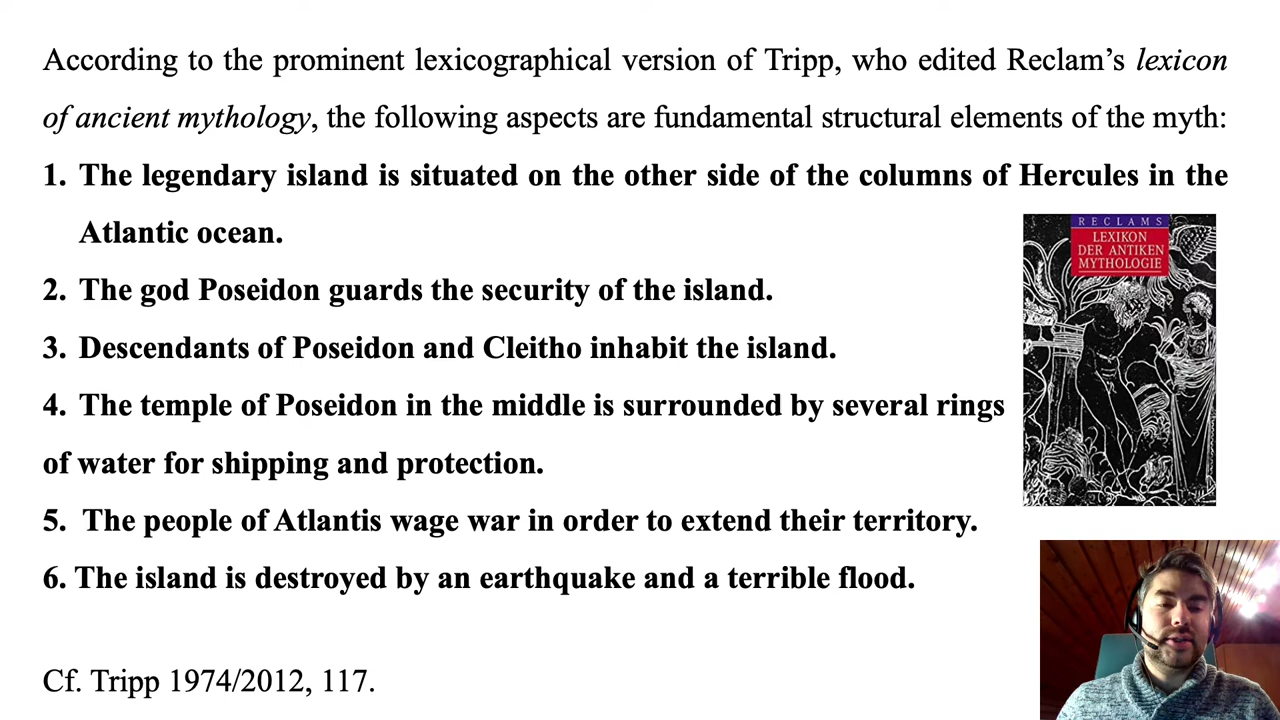 According to the prominent lexicographical version of Tripp, who edited Reclam’s lexicon
of ancient mythology, the following aspects are fundamental structural elements of the myth:
1. The legendary island is situated on the other side of the columns of Hercules in the
Atlantic ocean.
RECLAMS
LEXIKON
DER ANTIKEN
MYTHOLOGIE
2. The god Poseidon guards the security of the island.
3. Descendants of Poseidon and Cleitho inhabit the island.
4. The temple of Poseidon in the middle is surrounded by several rings
of water for shipping and protection.
5. The people of Atlantis wage war in order to extend their territory.
6. The island is destroyed by an earthquake and a terrible flood.
Cf. Tripp 1974/2012, 117.